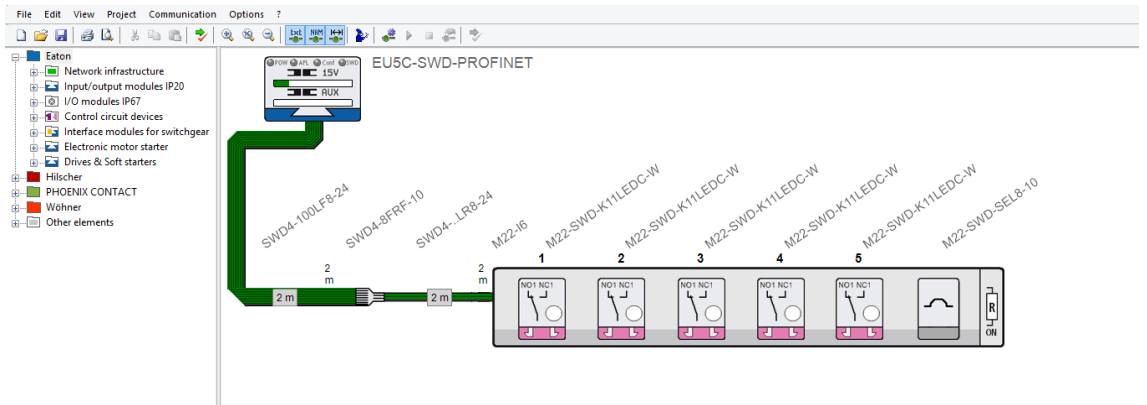 File Edit View Project Communication Options ?
txt NAM
Eaton
Network infrastructure
Input/output modules IP20
I/O modules IP67
Control circuit devices
Interface modules for switchgear
Electronic motor starter
Drives & Soft starters
Hilscher
PHOENIX CONTACT
Wöhner
Other elements
POW APL Conf SWD
15V
AUX
EU5C-SWD-PROFINET
SWD4-100LF8-24
SWD4-8FRF-10
SWD4-..LR8-24
M22-I6
M22-SWD-K11LEDC-W
M22-SWD-K11LEDC-W
M22-SWD-K11LEDC-W
M22-SWD-K11LEDC-W
M22-SWD-K11LEDC-W
M22-SWD-SEL8-10
1 2 3 4 5
2 m
2 m
2 m
2 m
NO1 NC1
NO1 NC1
NO1 NC1
NO1 NC1
NO1 NC1
R
ON